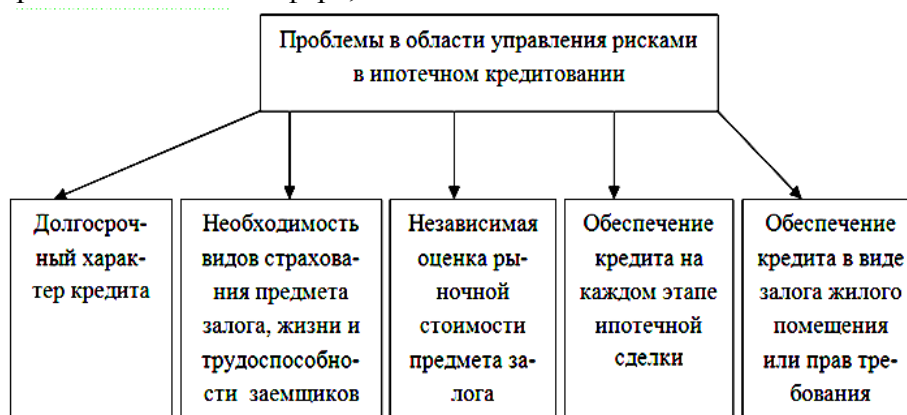 Проблемы в области управления рисками
в ипотечном кредитовании
Долгосроч-
ный харак-
тер кредита
Необходимость
видов страхова-
ния предмета
залога, жизни и
трудоспособно-
сти заемщиков
Независимая
оценка ры-
ночной
стоимости
предмета за-
лога
Обеспечение
кредита на
каждом этапе
ипотечной
сделки
Обеспечение
кредита в виде
залога жилого
помещения
или прав тре-
бования